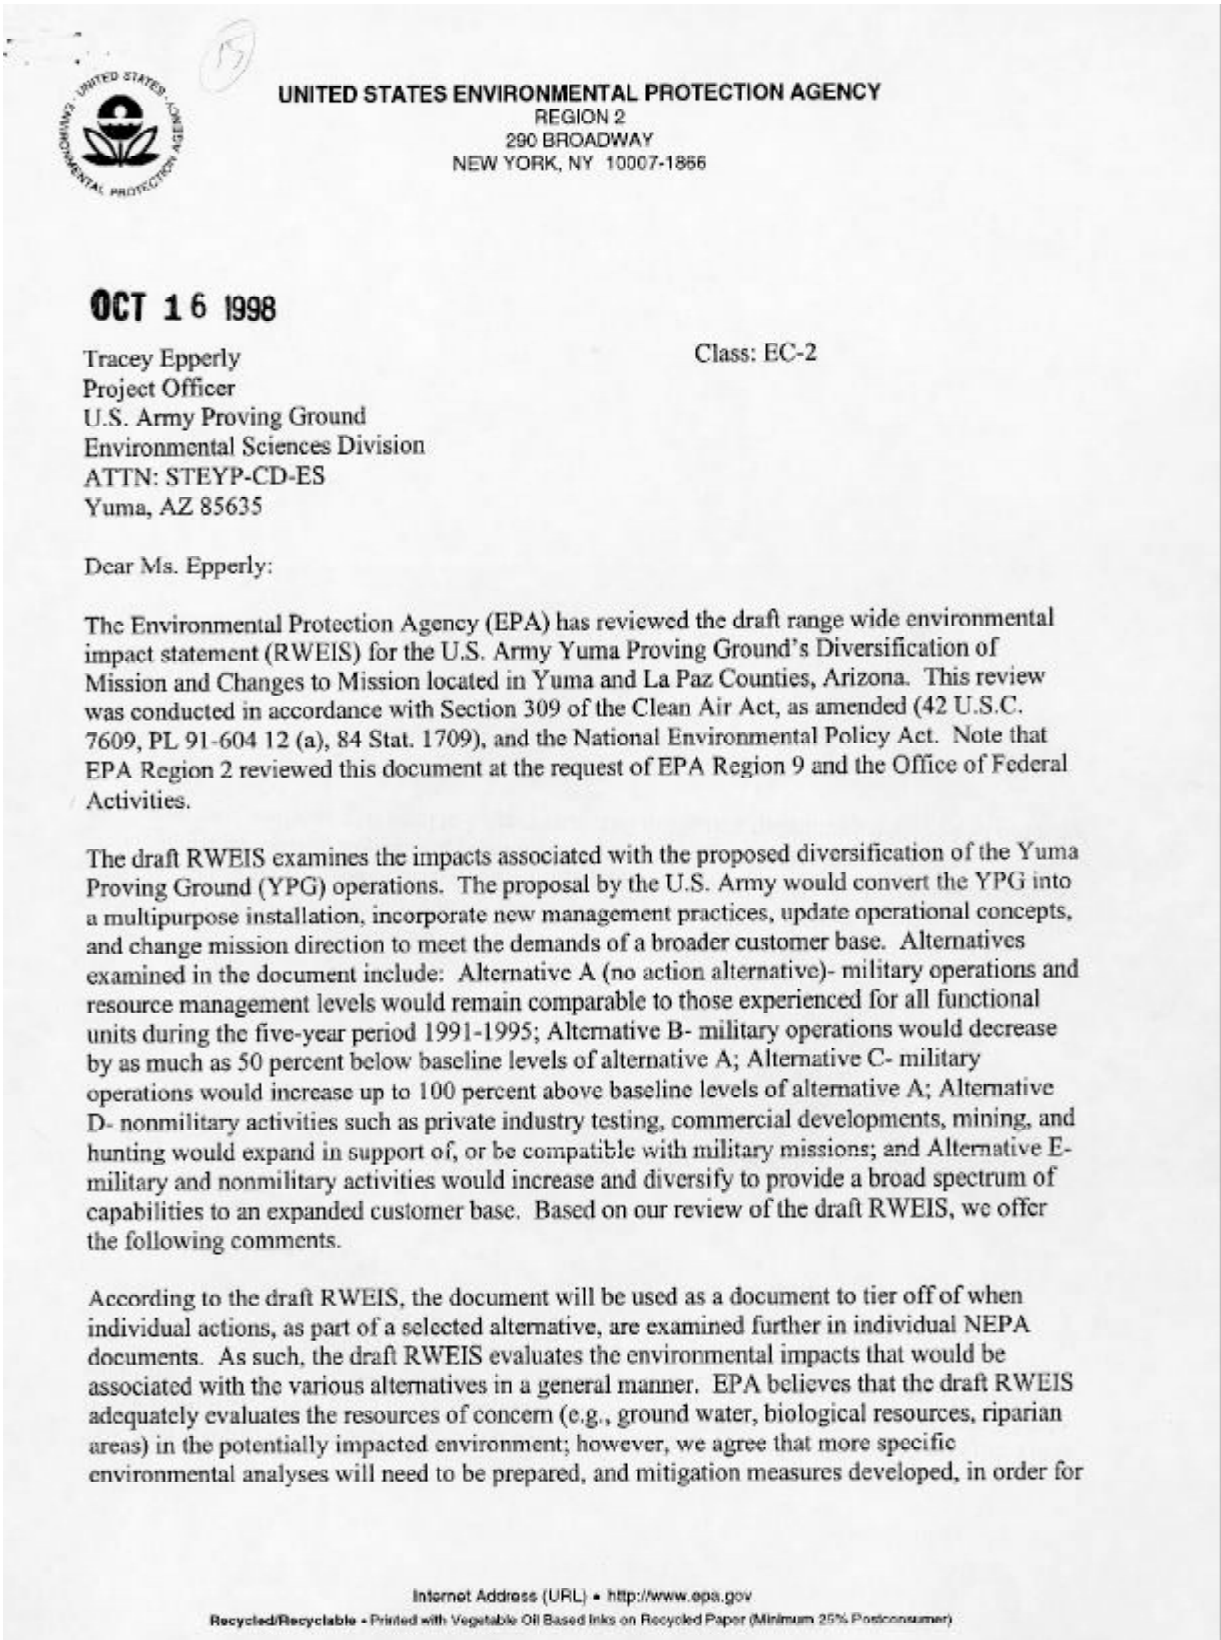 15
UNITED STATES ENVIRONMENTAL PROTECTION AGENCY
UNITED STATES ENVIRONMENTAL PROTECTION AGENCY
REGION 2
290 BROADWAY
NEW YORK, NY 10007-1866
OCT 16 1998
Class: EC-2
Tracey Epperly
Project Officer
U.S. Army Proving Ground
Environmental Sciences Division
ATTN: STEYP-CD-ES
Yuma, AZ 85635
Dear Ms. Epperly:
The Environmental Protection Agency (EPA) has reviewed the draft range wide environmental
impact statement (RWEIS) for the U.S. Army Yuma Proving Ground's Diversification of
Mission and Changes to Mission located in Yuma and La Paz Counties, Arizona. This review
was conducted in accordance with Section 309 of the Clean Air Act, as amended (42 U.S.C.
7609, PL 91-604 12 (a), 84 Stat. 1709), and the National Environmental Policy Act. Note that
EPA Region 2 reviewed this document at the request of EPA Region 9 and the Office of Federal
Activities.
The draft RWEIS examines the impacts associated with the proposed diversification of the Yuma
Proving Ground (YPG) operations. The proposal by the U.S. Army would convert the YPG into
a multipurpose installation, incorporate new management practices, update operational concepts,
and change mission direction to meet the demands of a broader customer base. Alternatives
examined in the document include: Alternative A (no action alternative)- military operations and
resource management levels would remain comparable to those experienced for all functional
units during the five-year period 1991-1995; Alternative B- military operations would decrease
by as much as 50 percent below baseline levels of alternative A; Alternative C- military
operations would increase up to 100 percent above baseline levels of alternative A; Alternative
D- nonmilitary activities such as private industry testing, commercial developments, mining, and
hunting would expand in support of, or be compatible with military missions; and Alternative E-
military and nonmilitary activities would increase and diversify to provide a broad spectrum of
capabilities to an expanded customer base. Based on our review of the draft RWEIS, we offer
the following comments.
According to the draft RWEIS, the document will be used as a document to tier off of when
individual actions, as part of a selected alternative, are examined further in individual NEPA
documents. As such, the draft RWEIS evaluates the environmental impacts that would be
associated with the various alternatives in a general manner. EPA believes that the draft RWEIS
adequately evaluates the resources of concern (e.g., ground water, biological resources, riparian
areas) in the potentially impacted environment; however, we agree that more specific
environmental analyses will need to be prepared, and mitigation measures developed, in order for
Internet Address (URL) • http://www.epa.gov
Recycled/Recyclable • Printed with Vegetable Oil Based Inks on Recycled Paper (Minimum 25% Postconsumer)